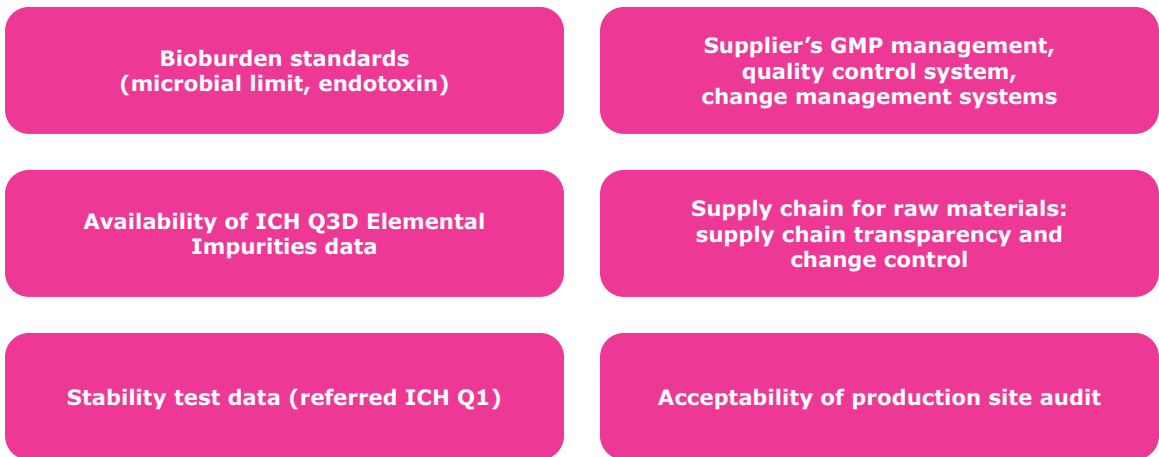 Bioburden standards
(microbial limit, endotoxin)
Supplier’s GMP management,
quality control system,
change management systems
Availability of ICH Q3D Elemental
Impurities data
Supply chain for raw materials:
supply chain transparency and
change control
Stability test data (referred ICH Q1)
Acceptability of production site audit